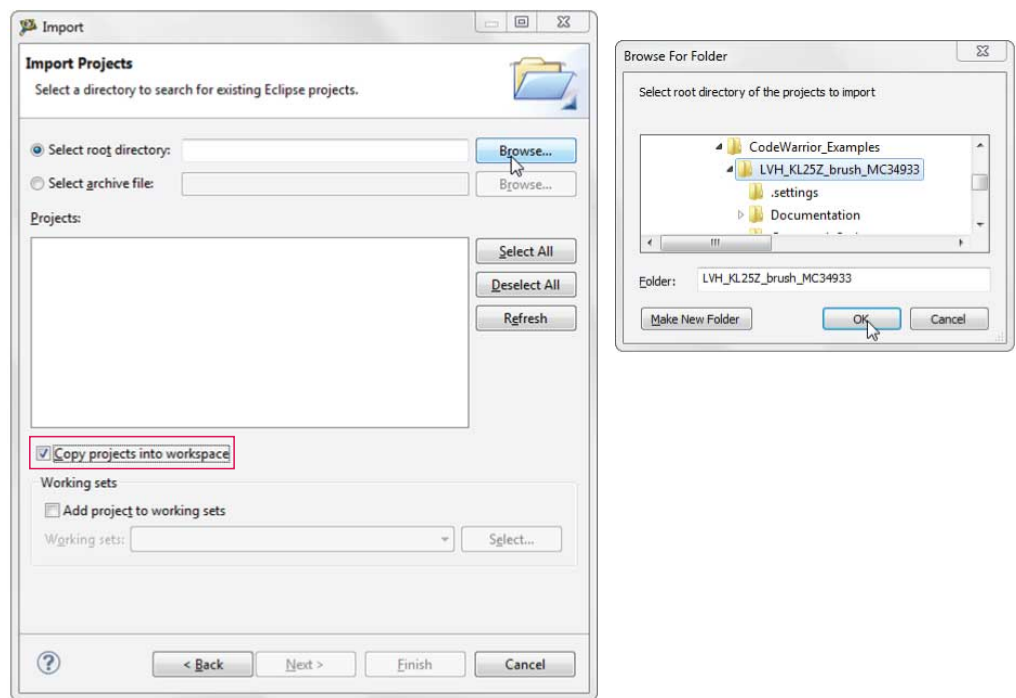 Import
Import Projects
Select a directory to search for existing Eclipse projects.
Select root directory:
Browse...
Select archive file:
Browse...
Projects:
Select All
Deselect All
Refresh
Copy projects into workspace
Working sets
Add project to working sets
Working sets:
Select...
< Back
Next >
Finish
Cancel
Browse For Folder
Select root directory of the projects to import
CodeWarrior_Examples
LVH_KL25Z_brush_MC34933
.settings
Documentation
Folder: LVH_KL25Z_brush_MC34933
Make New Folder
OK
Cancel